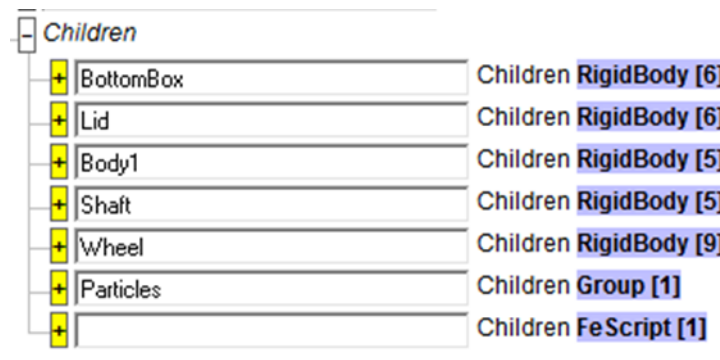 Children
BottomBox Children RigidBody [6]
Lid Children RigidBody [6]
Body1 Children RigidBody [5]
Shaft Children RigidBody [5]
Wheel Children RigidBody [9]
Particles Children Group [1]
Children FeScript [1]